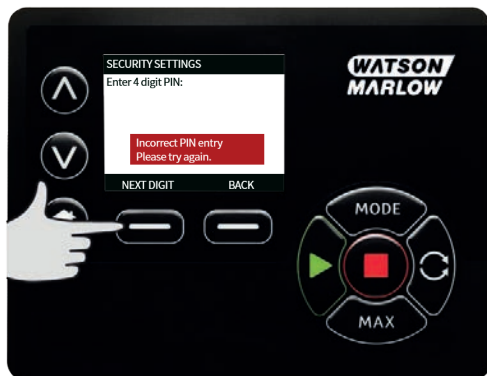 SECURITY SETTINGS
WATSON
MARLOW
Enter 4 digit PIN:
Incorrect PIN entry
Please try again.
NEXT DIGIT BACK
MODE
MAX